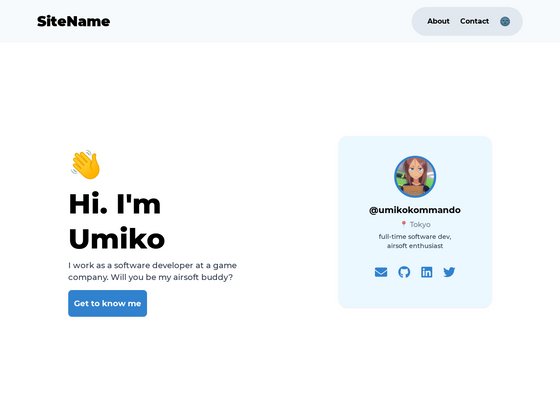 SiteName
About Contact
Hi. I'm
Umiko
I work as a software developer at a game
company. Will you be my airsoft buddy?
Get to know me
@umikokommando
Tokyo
full-time software dev,
airsoft enthusiast